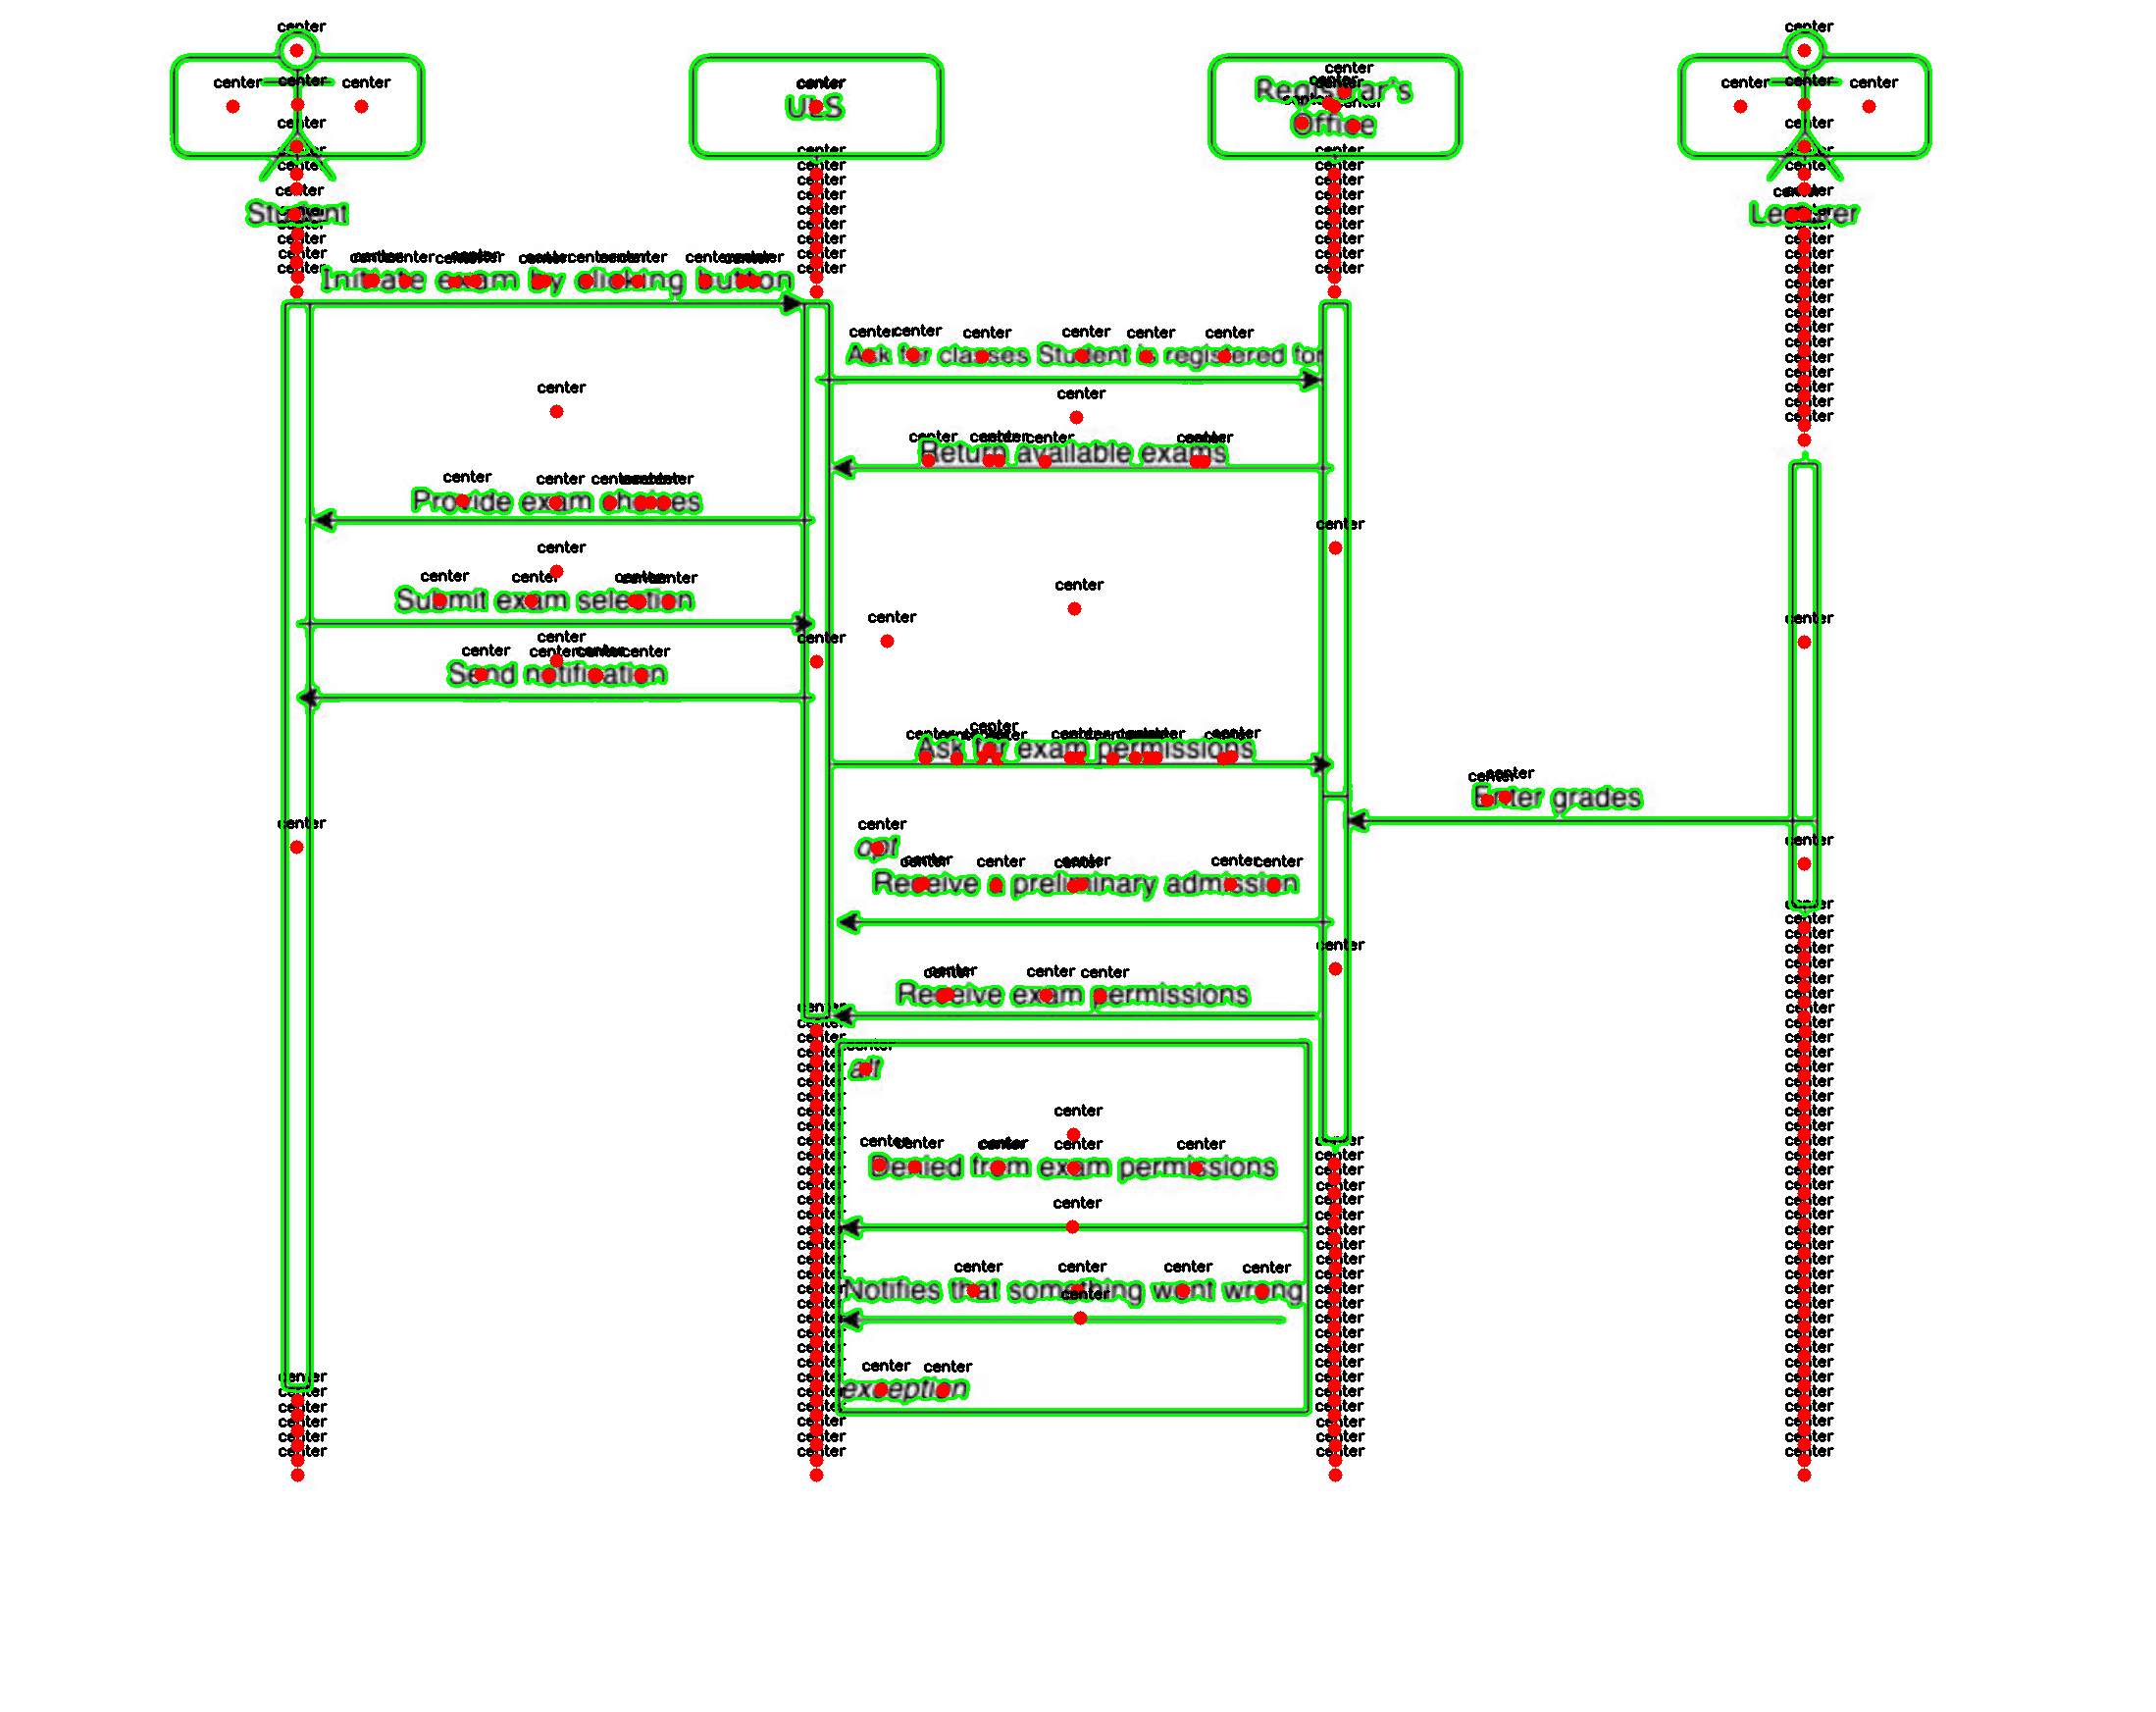 ULS
Registrar's
Office
Student
Lecturer
Initiate exam by clicking button
Ask for classes Student is registered for
Return available exams
Provide exam choices
Submit exam selection
Send notification
Ask for exam permissions
Enter grades
opt
Receive a preliminary admission
Receive exam permissions
alt
Denied from exam permissions
Notifies that something went wrong
exception
center